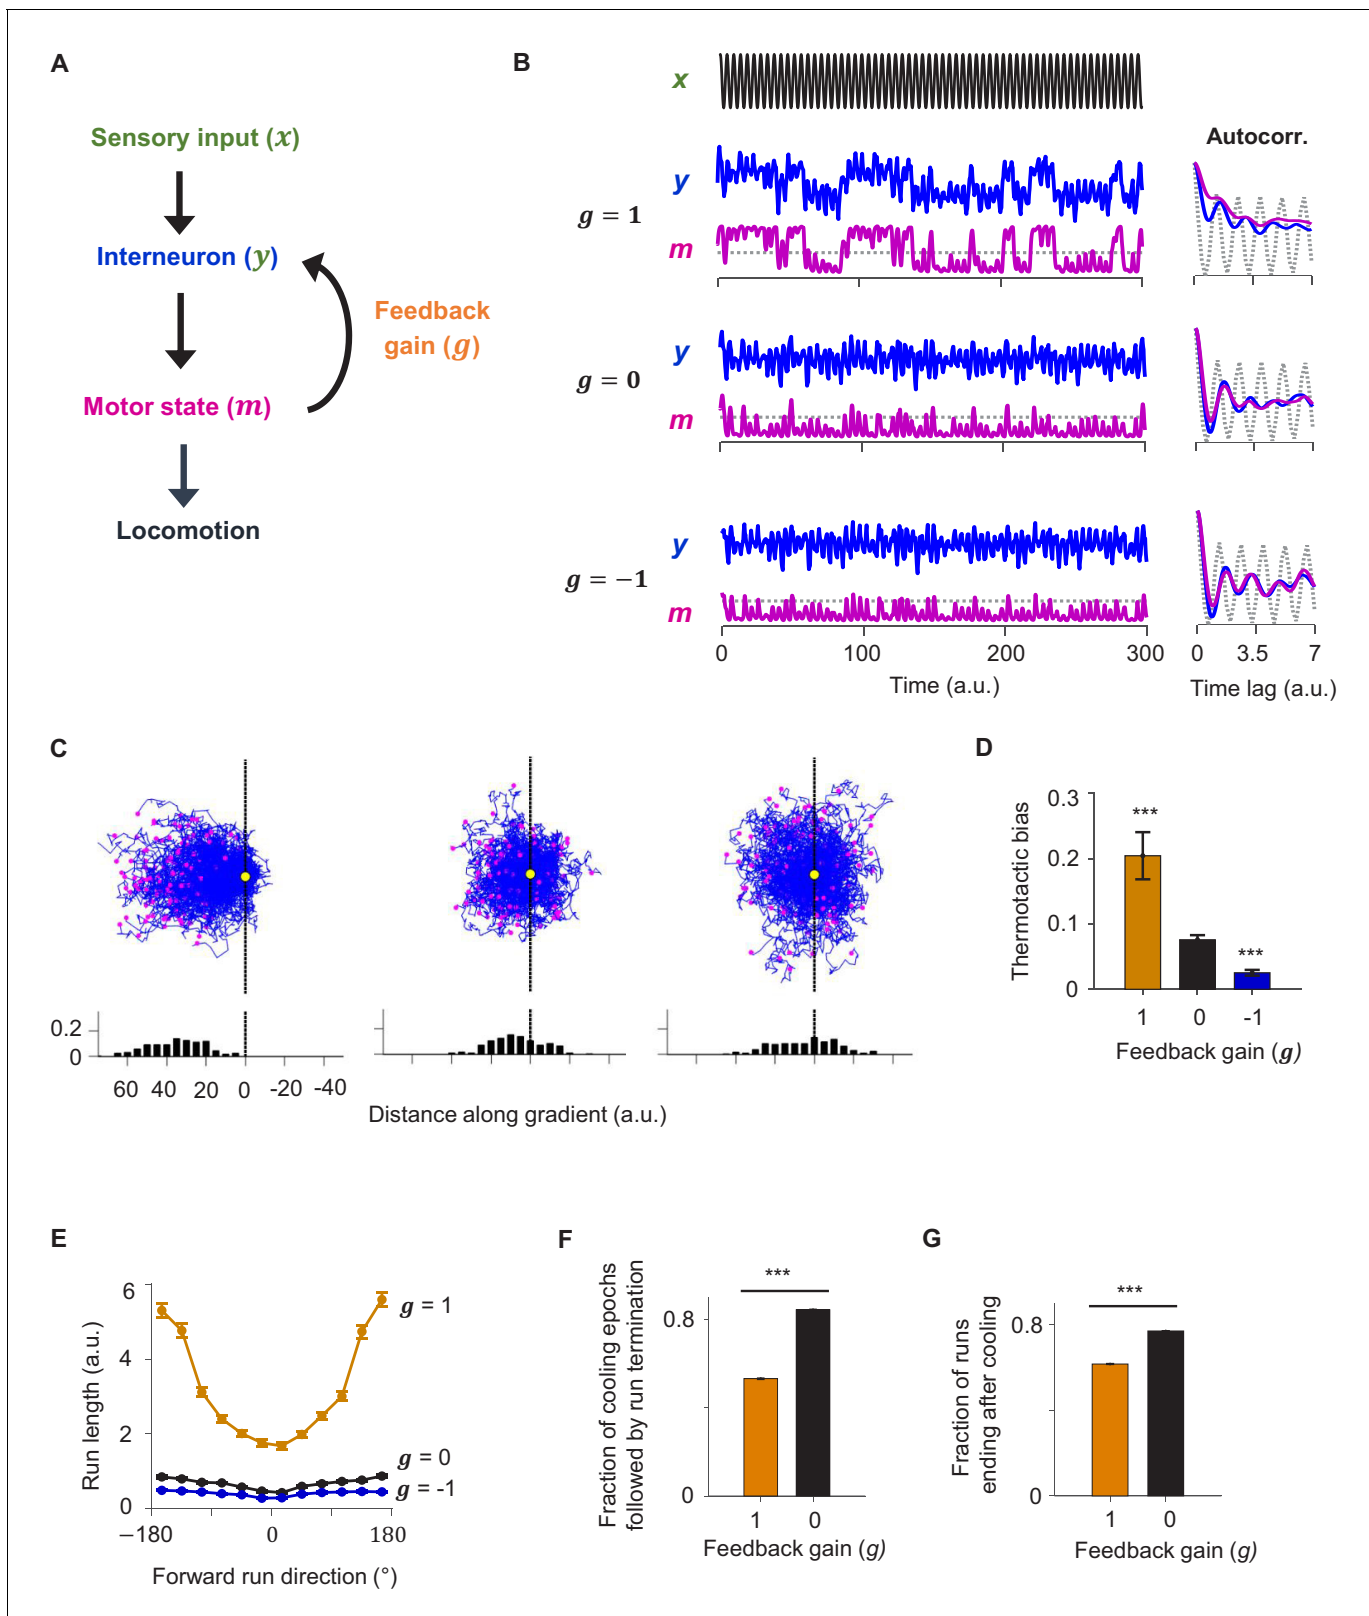 A
Sensory input (x)
Interneuron (y)
Feedback
gain (g)
Motor state (m)
Locomotion
B
x
Autocorr.
y
g = 1
m
y
g = 0
m
y
g = −1
m
0 100 200 300
Time (a.u.)
0 3.5 7
Time lag (a.u.)
C
0.2
0
60 40 20 0 -20 -40
Distance along gradient (a.u.)
D
Thermotactic bias
0.3
0.2
0.1
0
***
***
1 0 -1
Feedback gain (g)
E
Run length (a.u.)
6
4
2
0
g = 1
g = 0
g = -1
−180 0 180
Forward run direction (°)
F
Fraction of cooling epochs
followed by run termination
***
0.8
0
1 0
Feedback gain (g)
G
Fraction of runs
ending after cooling
***
0.8
0
1 0
Feedback gain (g)